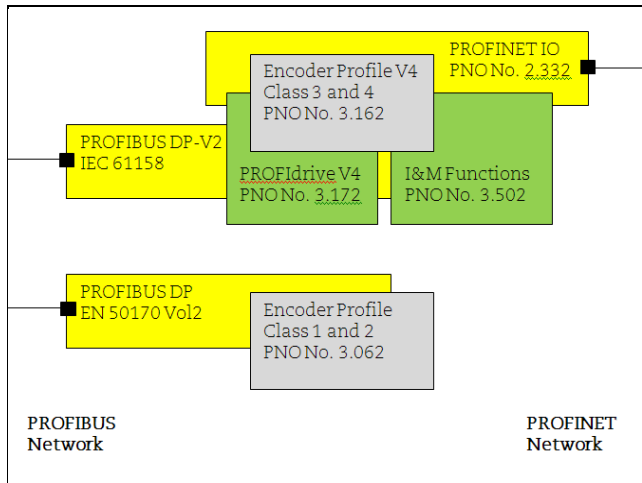 PROFINET IO
PNO No. 2.332
Encoder Profile V4
Class 3 and 4
PNO No. 3.162
PROFIBUS DP-V2
IEC 61158
PROFIdrive V4
PNO No. 3.172
I&M Functions
PNO No. 3.502
PROFIBUS DP
EN 50170 Vol2
Encoder Profile
Class 1 and 2
PNO No. 3.062
PROFIBUS
Network
PROFINET
Network